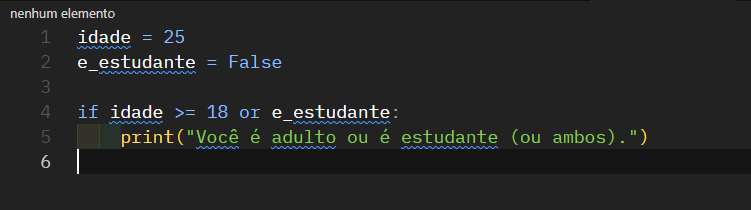 nenhum elemento
1 idade = 25
2 e_estudante = False
3
4 if idade >= 18 or e_estudante:
5     print("Você é adulto ou é estudante (ou ambos).")
6